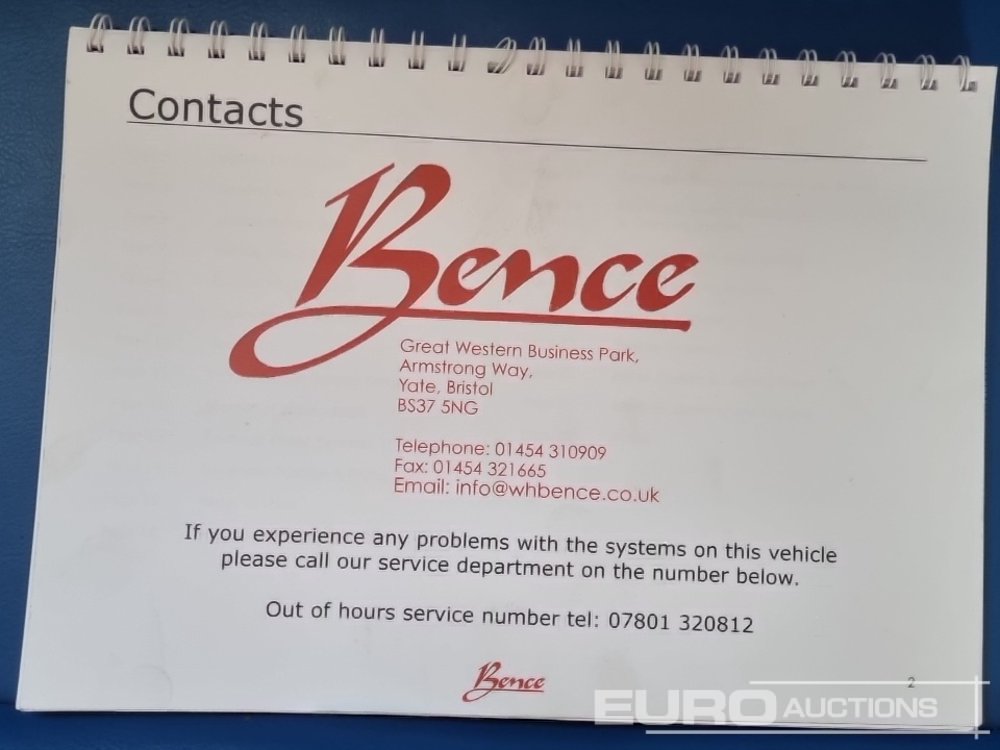 Contacts
Bence
Great Western Business Park,
Armstrong Way,
Yate, Bristol
BS37 5NG
Telephone: 01454 310909
Fax: 01454 321665
Email: info@whbence.co.uk
If you experience any problems with the systems on this vehicle
please call our service department on the number below.
Out of hours service number tel: 07801 320812
Bence
2
EURO AUCTIONS